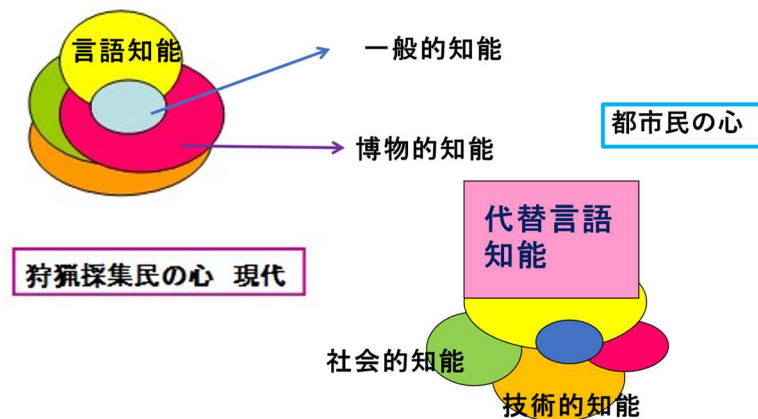 言語知能
一般的知能
都市民の心
博物的知能
代替言語
知能
狩猟採集民の心 現代
社会的知能
技術的知能